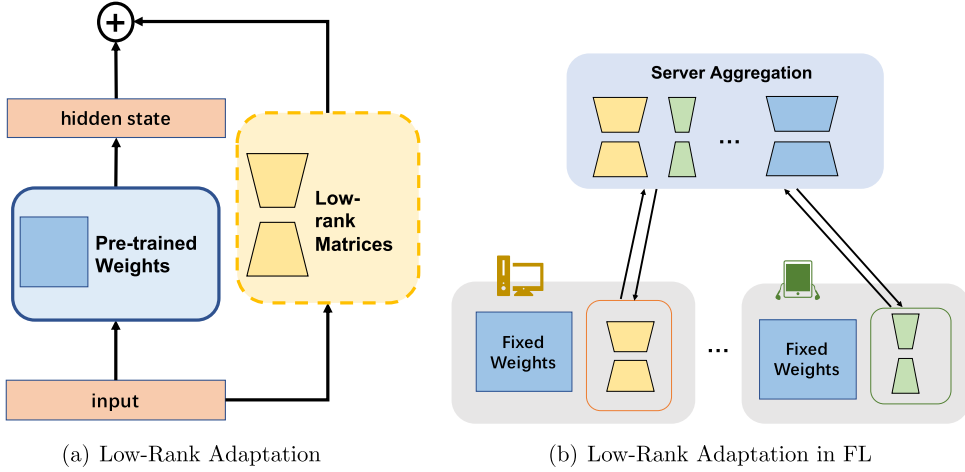 hidden state
Pre-trained
Weights
Low-
rank
Matrices
input
(a) Low-Rank Adaptation
Server Aggregation
...
Fixed
Weights
...
Fixed
Weights
(b) Low-Rank Adaptation in FL